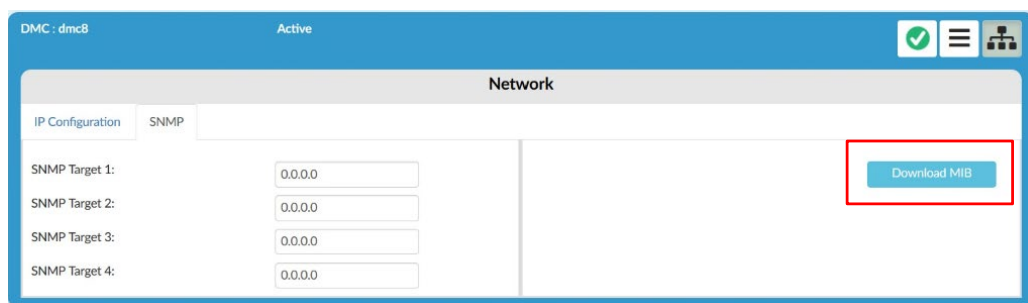 DMC : dmc8 Active
Network
IP Configuration SNMP
SNMP Target 1: 0.0.0.0
Download MIB
SNMP Target 2: 0.0.0.0
SNMP Target 3: 0.0.0.0
SNMP Target 4: 0.0.0.0